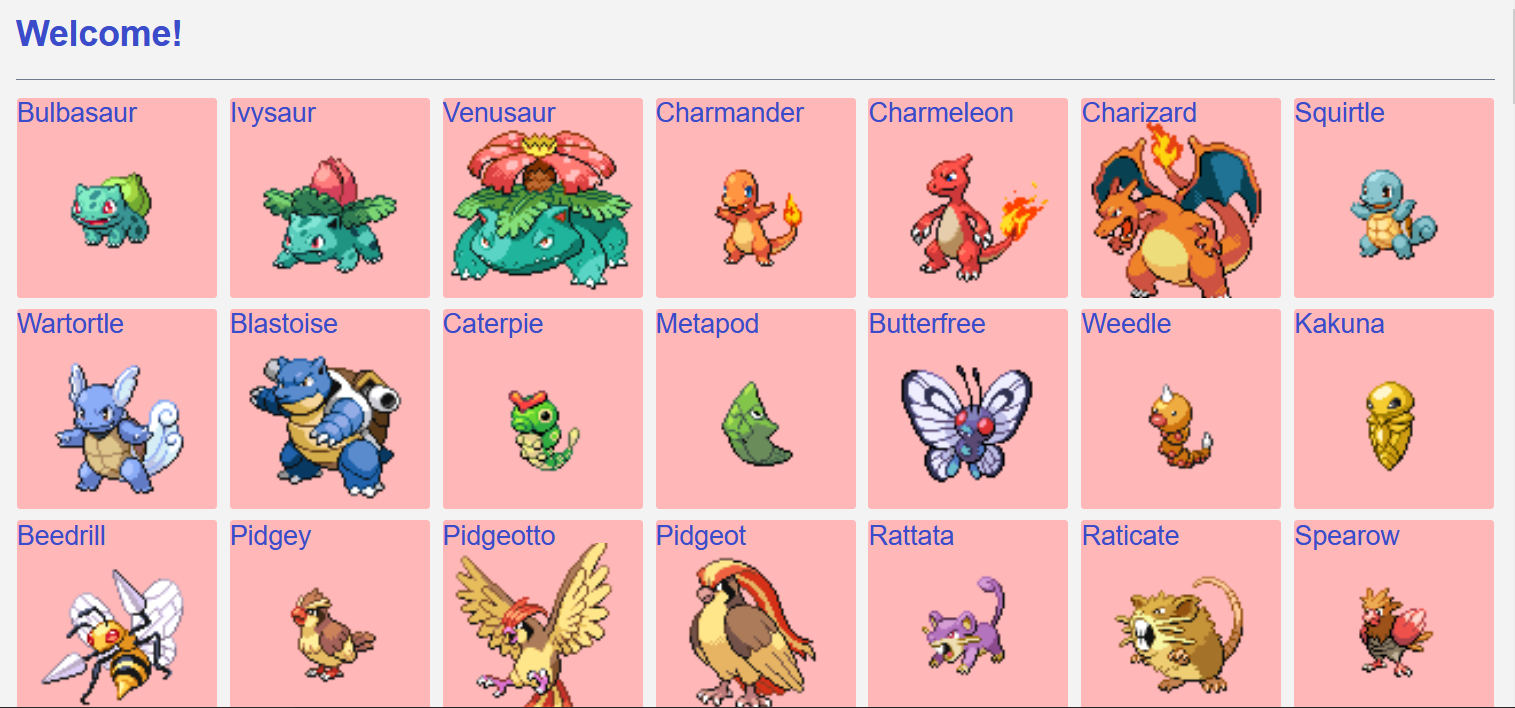 Welcome!
Bulbasaur
Ivysaur
Venusaur
Charmander
Charmeleon
Charizard
Squirtle
Wartortle
Blastoise
Caterpie
Metapod
Butterfree
Weedle
Kakuna
Beedrill
Pidgey
Pidgeotto
Pidgeot
Rattata
Raticate
Spearow